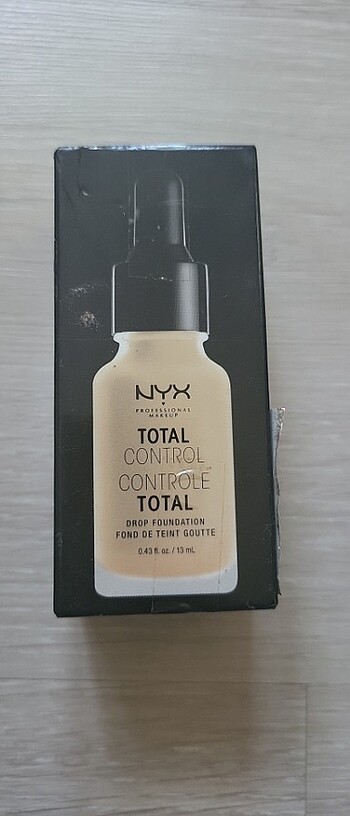 NYX
PROFESSIONAL
MAKEUP
TOTAL
CONTROL
CONTRÔLE
TOTAL
DROP FOUNDATION
FOND DE TEINT GOUTTE
0.43 fl. oz. / 13 mL